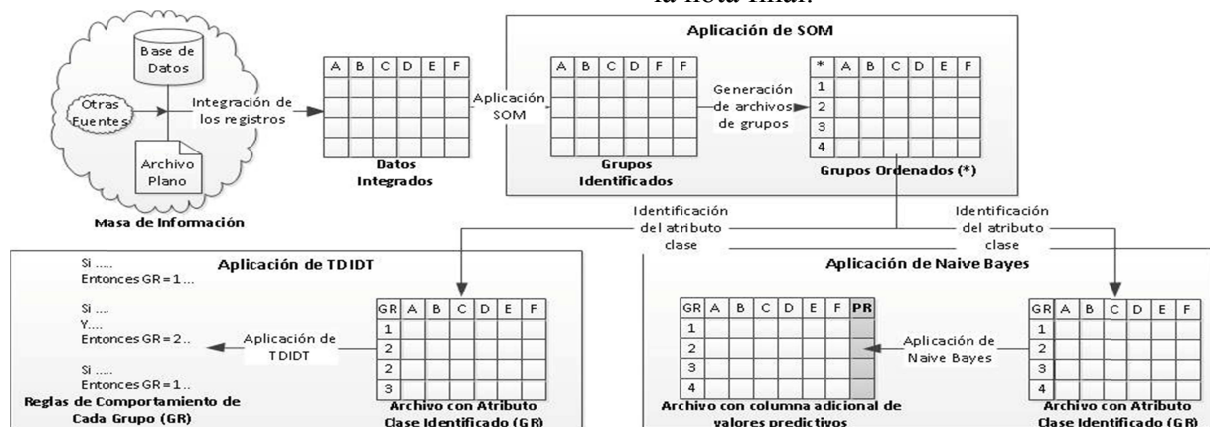 la nota final.
Aplicación de SOM
Base de
Datos
Otras
Fuentes
Archivo
Plano
Masa de Información
Integración de
los registros
A B C D E F
Datos
Integrados
Aplicación
SOM
A B C D F F
Grupos
Identificados
Generación
de archivos
de grupos
* A B C D E F
1
2
3
4
Grupos Ordenados (*)
Identificación
del atributo
clase
Identificación
del atributo
clase
Aplicación de TDIDT
Si .....
Entonces GR = 1 ...
Si ....
Y....
Entonces GR = 2 ..
Si .....
Entonces GR = 1 ..
Reglas de Comportamiento de
Cada Grupo (GR)
Aplicación de
TDIDT
GR A B C D E F
1
2
2
3
Archivo con Atributo
Clase Identificado (GR)
Aplicación de Naive Bayes
GR A B C D E F PR
1
2
3
4
Archivo con columna adicional de
valores predictivos
Aplicación de
Naive Bayes
GR A B C D E F
1
2
3
4
Archivo con Atributo
Clase Identificado (GR)